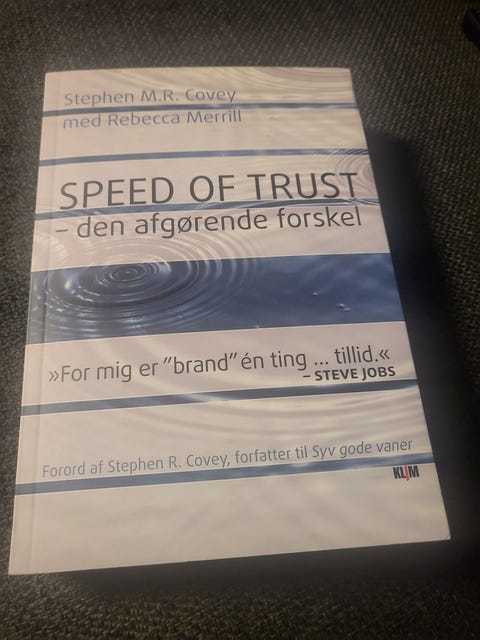 Stephen M.R. Covey
med Rebecca Merrill
SPEED OF TRUST
– den afgørende forskel
»For mig er ”brand” én ting ... tillid.«
– STEVE JOBS
Forord af Stephen R. Covey, forfatter til Syv gode vaner
KLIM